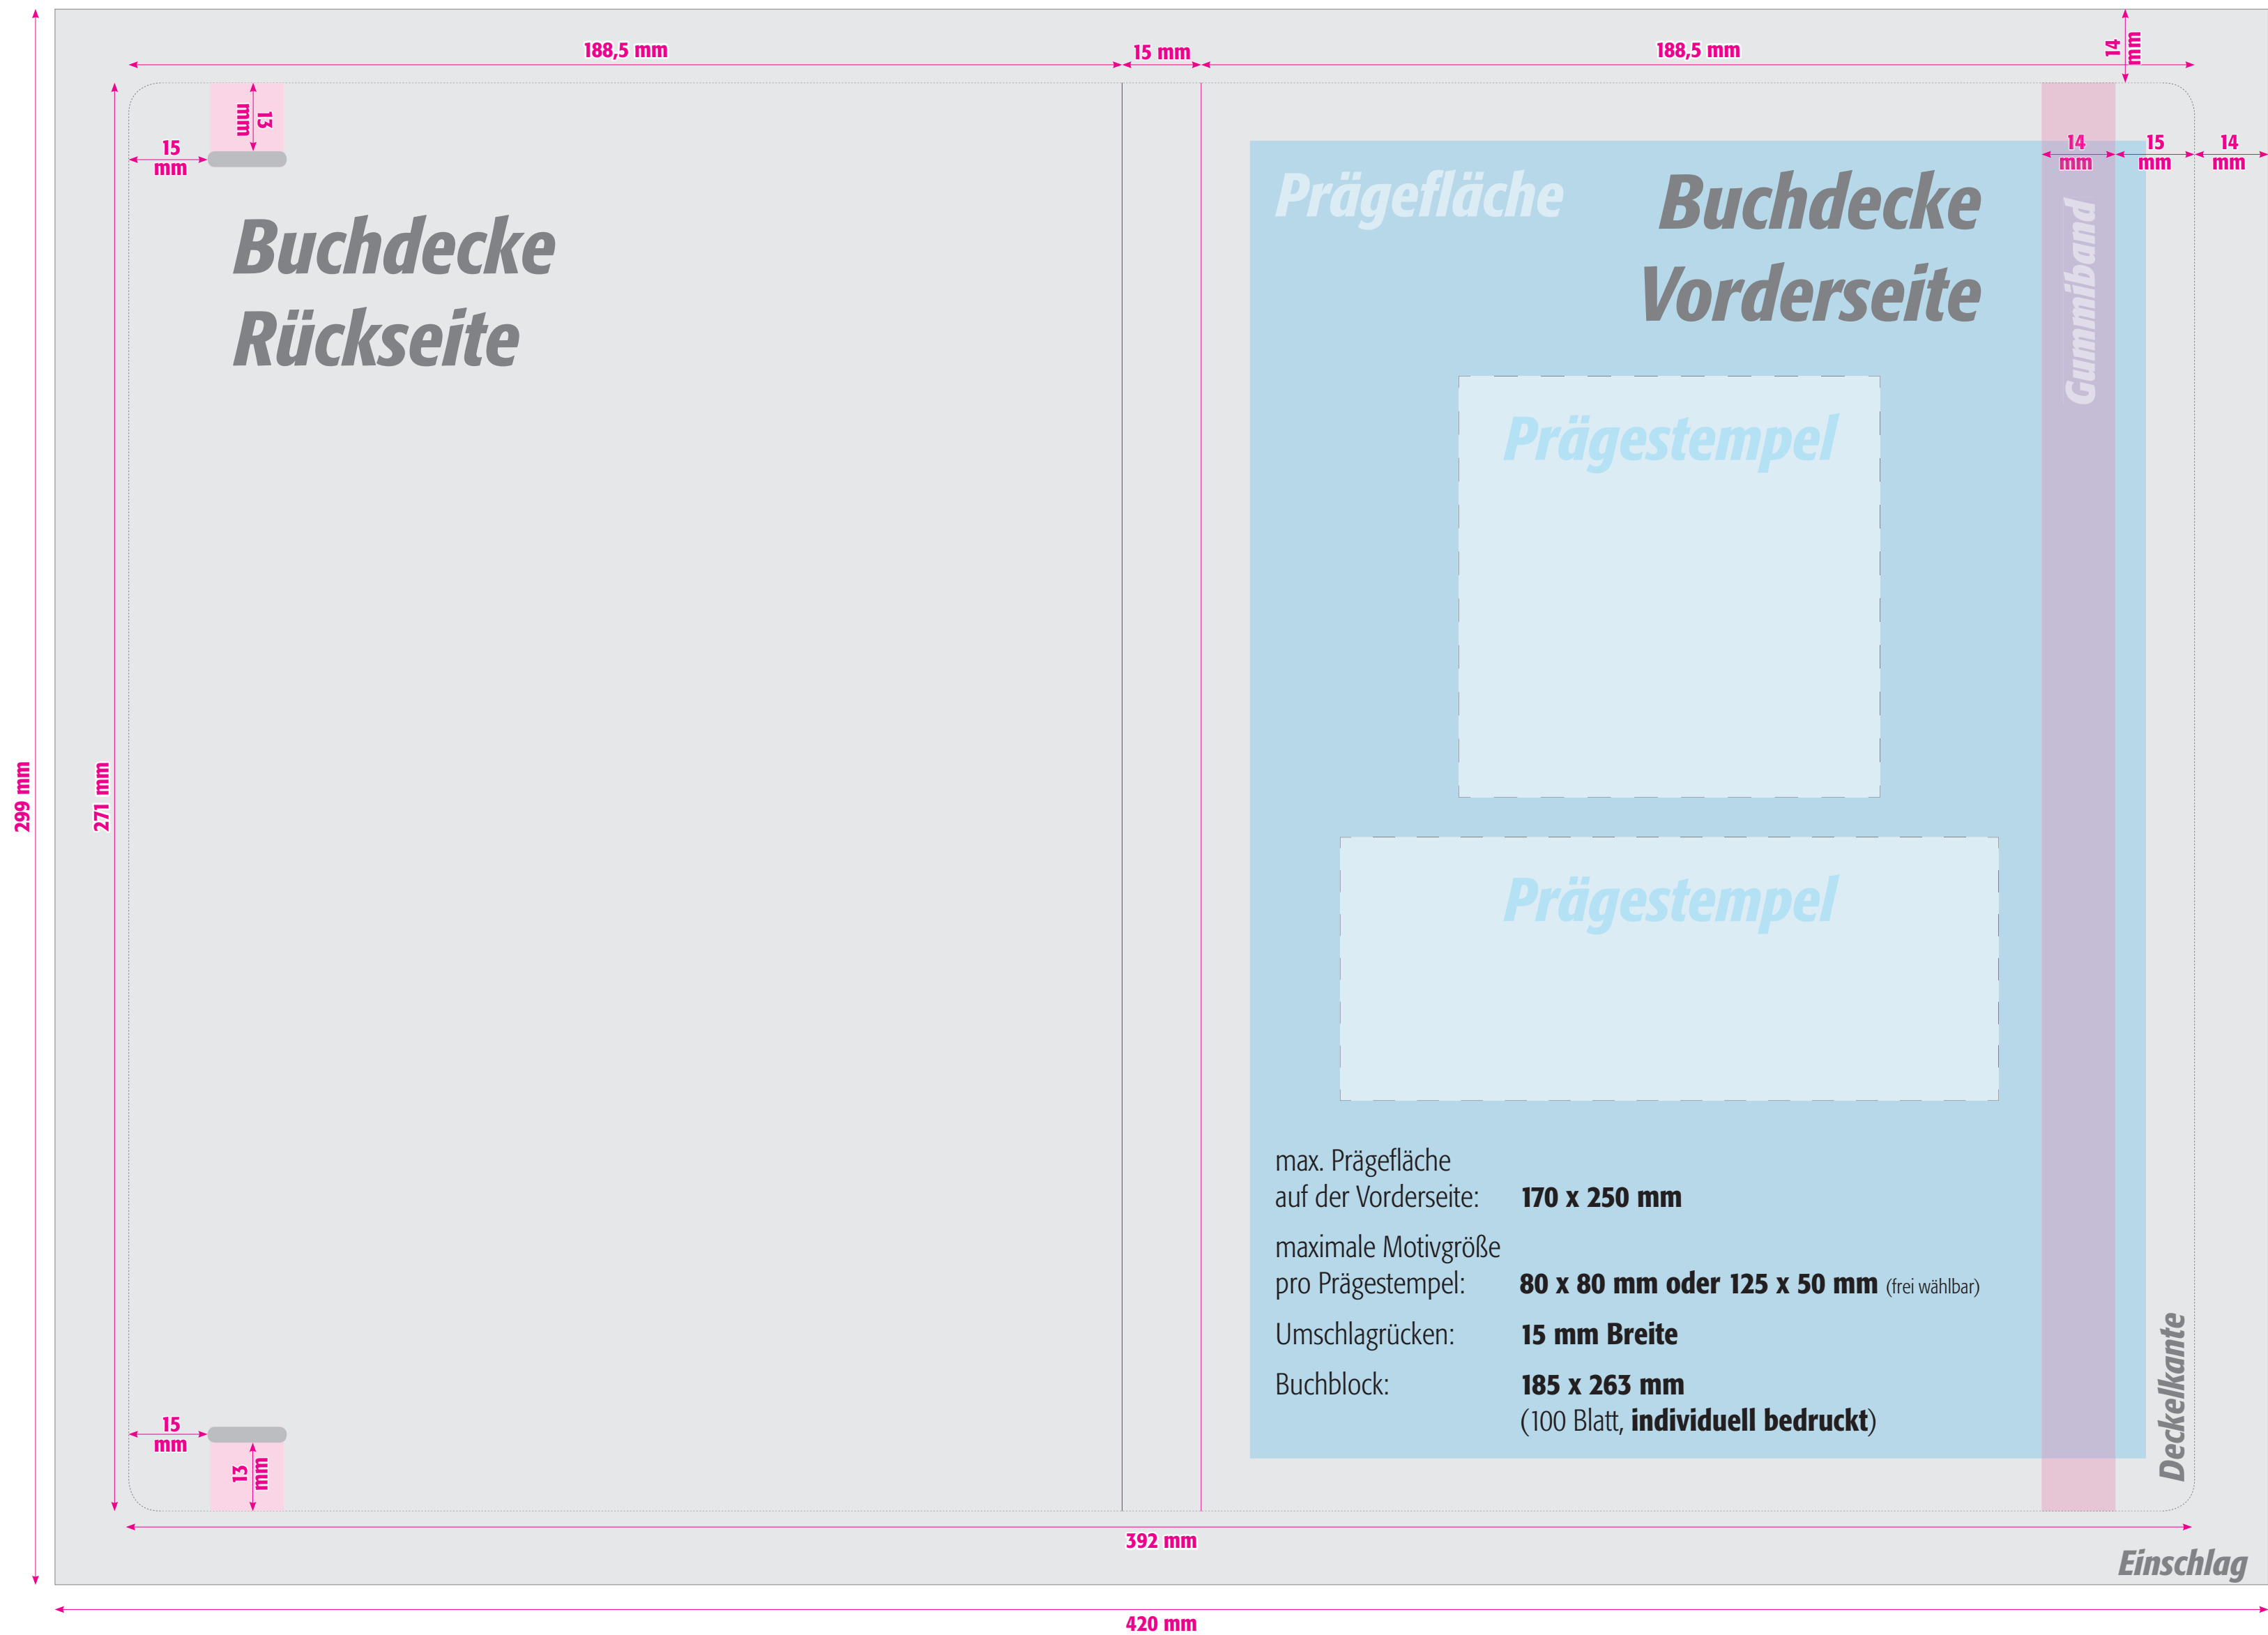 188,5 mm
15 mm
188,5 mm
14
mm
13
mm
15
mm
14
mm
15
mm
14
mm
Buchdecke
Rückseite
Prägefläche
Buchdecke
Vorderseite
Gummiband
Prägestempel
299 mm
271 mm
Prägestempel
max. Prägefläche
auf der Vorderseite: 170 x 250 mm
maximale Motivgröße
pro Prägestempel: 80 x 80 mm oder 125 x 50 mm (frei wählbar)
Umschlagrücken: 15 mm Breite
Buchblock: 185 x 263 mm
(100 Blatt, individuell bedruckt)
Deckelkante
15
mm
13
mm
392 mm
Einschlag
420 mm